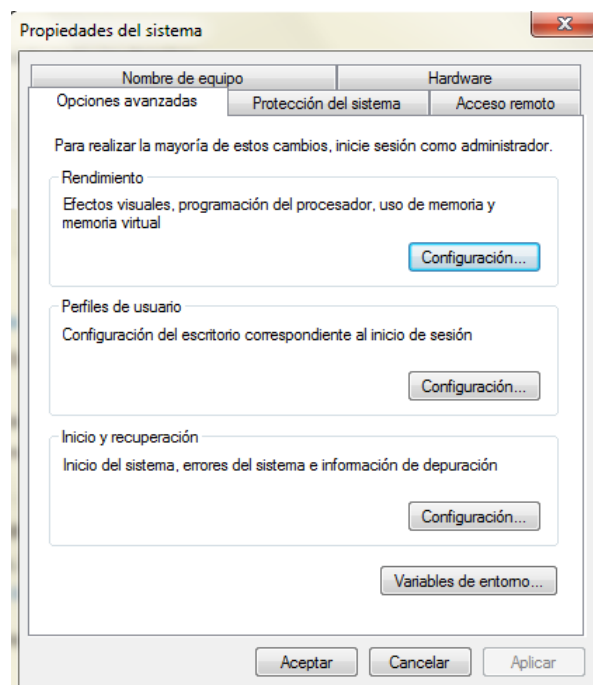 Propiedades del sistema
Nombre de equipo
Hardware
Opciones avanzadas
Protección del sistema
Acceso remoto
Para realizar la mayoría de estos cambios, inicie sesión como administrador.
Rendimiento
Efectos visuales, programación del procesador, uso de memoria y
memoria virtual
Configuración...
Perfiles de usuario
Configuración del escritorio correspondiente al inicio de sesión
Configuración...
Inicio y recuperación
Inicio del sistema, errores del sistema e información de depuración
Configuración...
Variables de entorno...
Aceptar
Cancelar
Aplicar